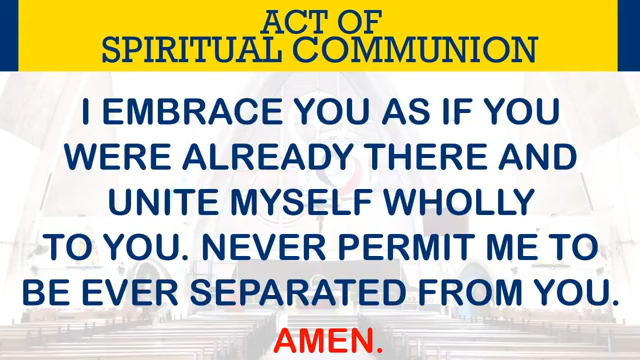 ACT OF
SPIRITUAL COMMUNION
I EMBRACE YOU AS IF YOU
WERE ALREADY THERE AND
UNITE MYSELF WHOLLY
TO YOU. NEVER PERMIT ME TO
BE EVER SEPARATED FROM YOU.
AMEN.